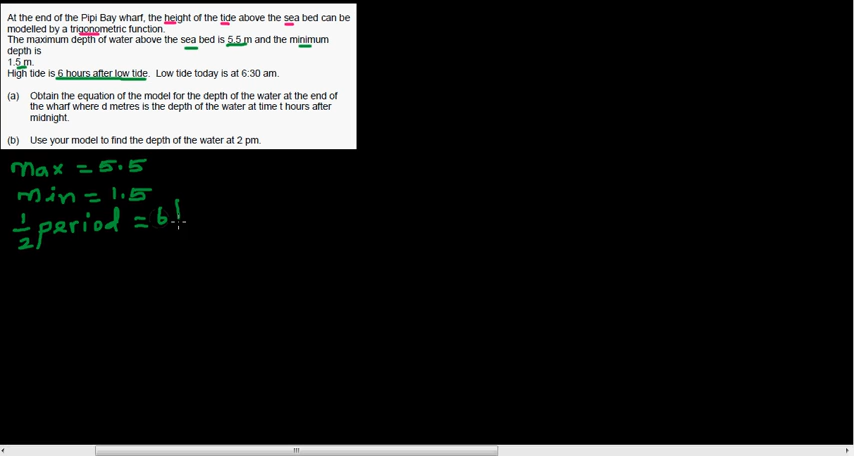 At the end of the Pipi Bay wharf, the height of the tide above the sea bed can be
modelled by a trigonometric function.
The maximum depth of water above the sea bed is 5.5 m and the minimum
depth is
1.5 m.
High tide is 6 hours after low tide.  Low tide today is at 6:30 am.
(a) Obtain the equation of the model for the depth of the water at the end of
the wharf where d metres is the depth of the water at time t hours after
midnight.
(b) Use your model to find the depth of the water at 2 pm.
max = 5.5
min = 1.5
1/2 period = 6